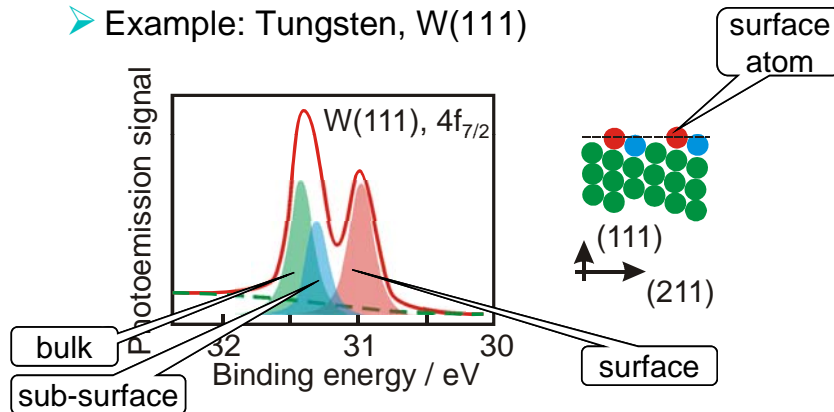 Example: Tungsten, W(111)
surface
atom
Photoemission signal
W(111), 4f7/2
(111)
(211)
bulk
sub-surface
surface
32
31
30
Binding energy / eV